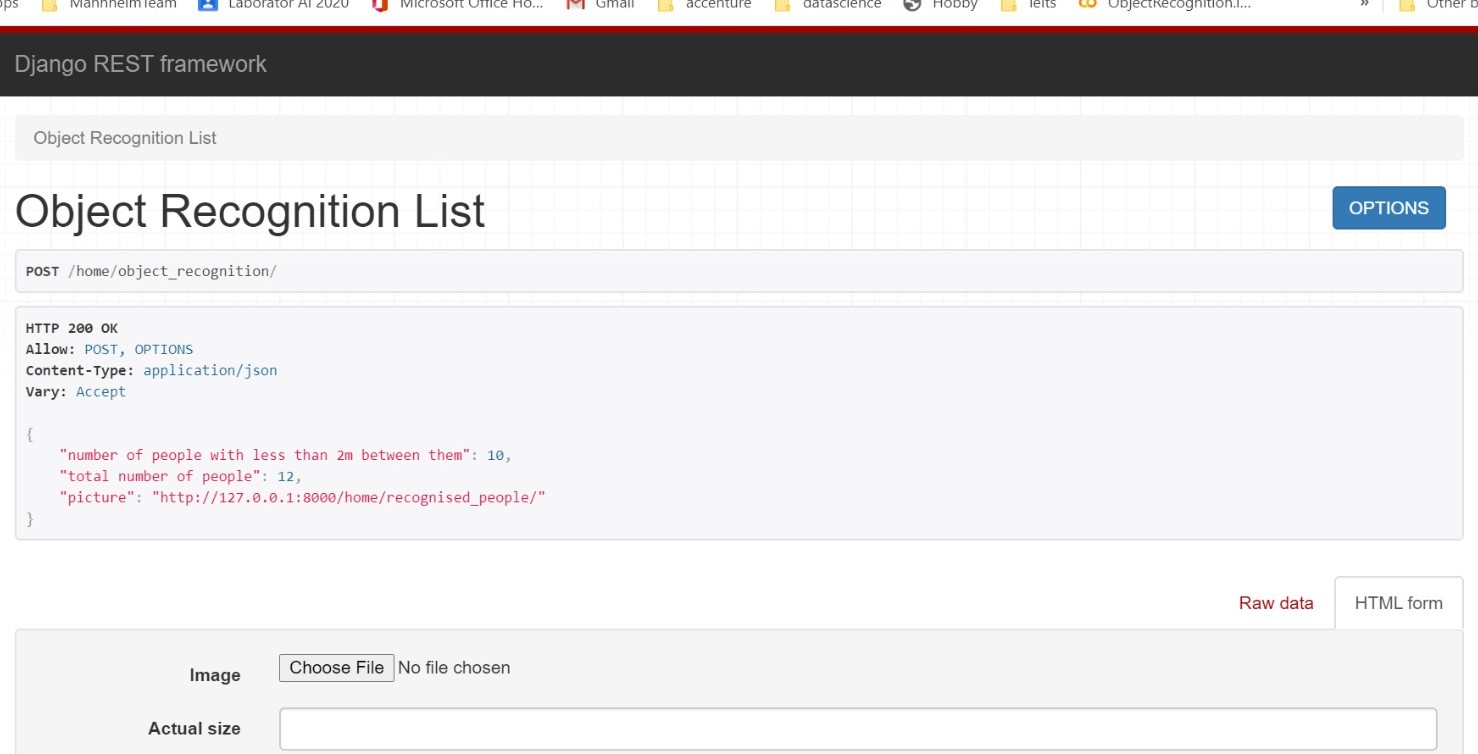 MannheimTeam Laborator AI 2020 Microsoft Office Ho... Gmail accenture datascience Hobby ielts ObjectRecognition.i... » Other b
Django REST framework
Object Recognition List
Object Recognition List OPTIONS
POST /home/object_recognition/
HTTP 200 OK
Allow: POST, OPTIONS
Content-Type: application/json
Vary: Accept
{
"number of people with less than 2m between them": 10,
"total number of people": 12,
"picture": "http://127.0.0.1:8000/home/recognised_people/"
}
Raw data HTML form
Image Choose File No file chosen
Actual size